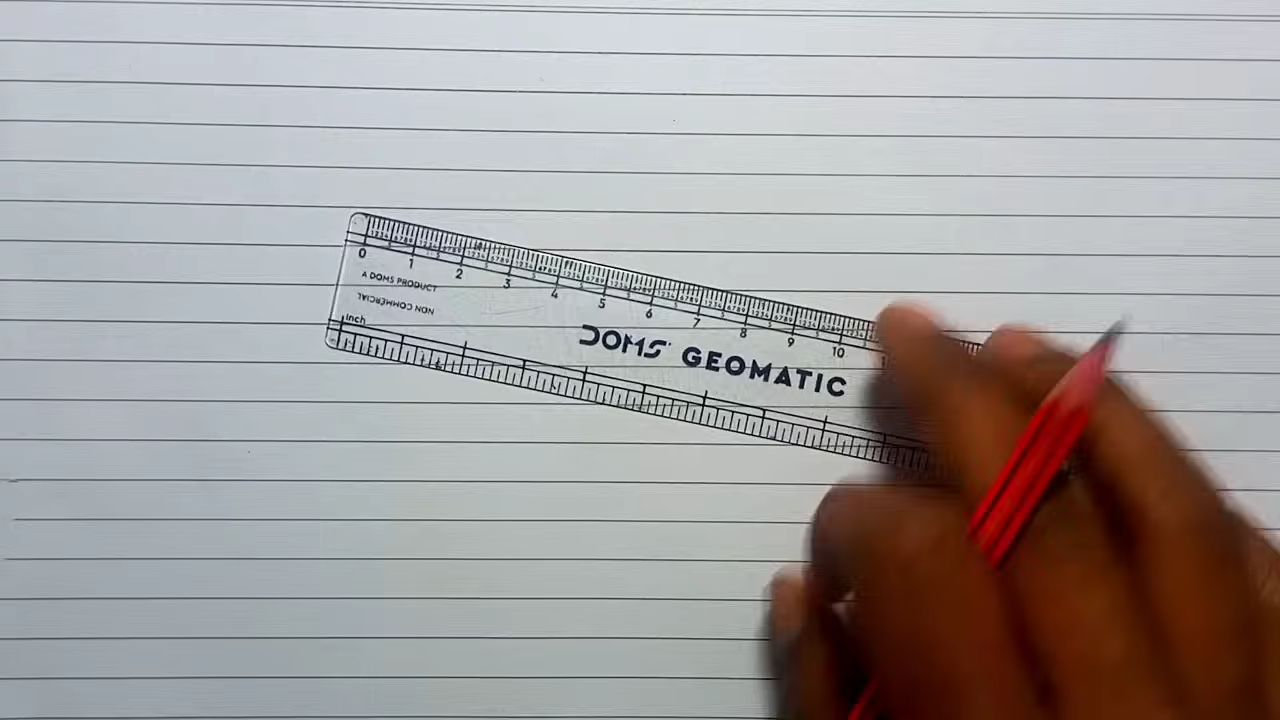 0 1 2 3 4 5 6 7 8 9 10
A DOMS PRODUCT
NON COMMERCIAL
inch
DOMS GEOMATIC